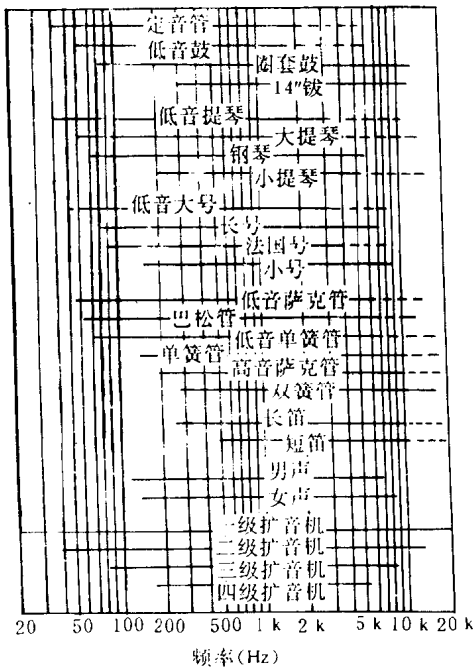 定音管
低音鼓
圈套鼓
14″钹
低音提琴
大提琴
钢琴
小提琴
低音大号
长号
法国号
小号
低音萨克管
巴松管
低音单簧管
单簧管
高音萨克管
双簧管
长笛
短笛
男声
女声
一级扩音机
二级扩音机
三级扩音机
四级扩音机
20 50 100 200 500 1 k 2 k 5 k 10 k 20 k
频率(Hz)